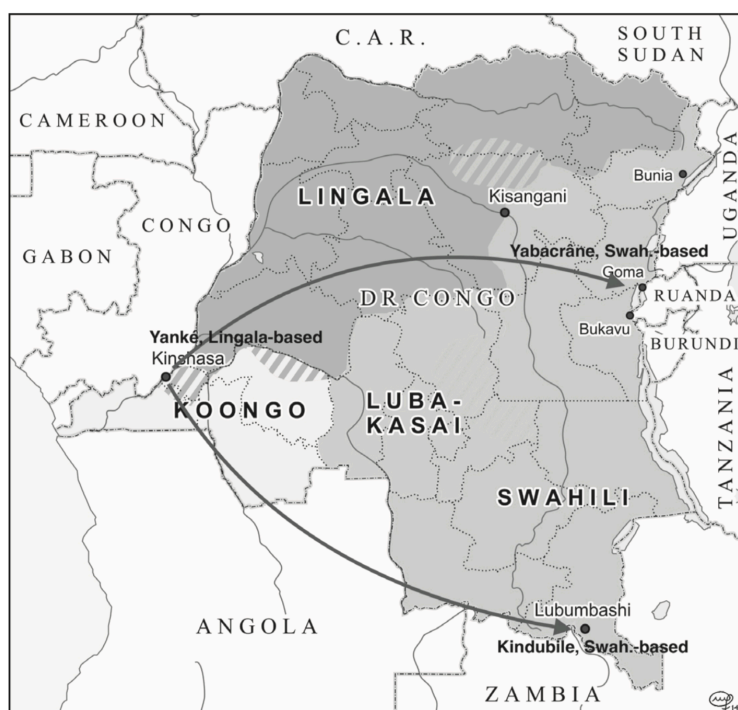 C.A.R.
SOUTH
SUDAN
CAMEROON
UGANDA
Bunia
LINGALA
Kisangani
CONGO
GABON
Yabacrâne, Swah.-based
Goma
DR CONGO
RUANDA
Bukavu
Yanké, Lingala-based
BURUNDI
Kinshasa
KOONGO
LUBA-
KASAI
TANZANIA
SWAHILI
Lubumbashi
ANGOLA
Kindubile, Swah.-based
ZAMBIA